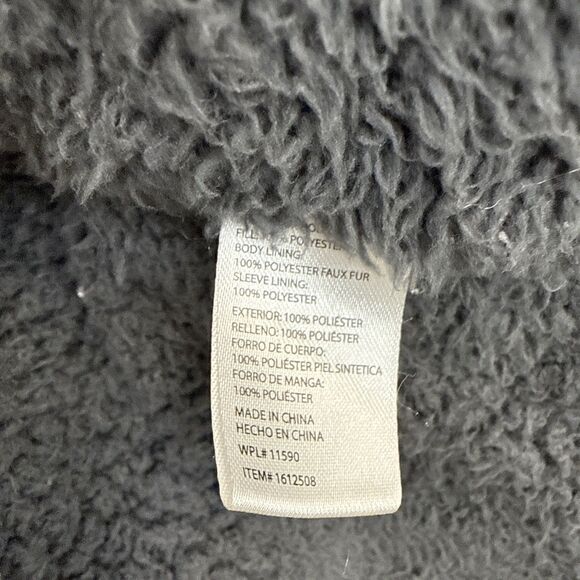 FILL: 100% POLYESTER
BODY LINING:
100% POLYESTER FAUX FUR
SLEEVE LINING:
100% POLYESTER
EXTERIOR: 100% POLIÉSTER
RELLENO: 100% POLIÉSTER
FORRO DE CUERPO:
100% POLIÉSTER PIEL SINTETICA
FORRO DE MANGA:
100% POLIÉSTER
MADE IN CHINA
HECHO EN CHINA
WPL# 11590
ITEM# 1612508